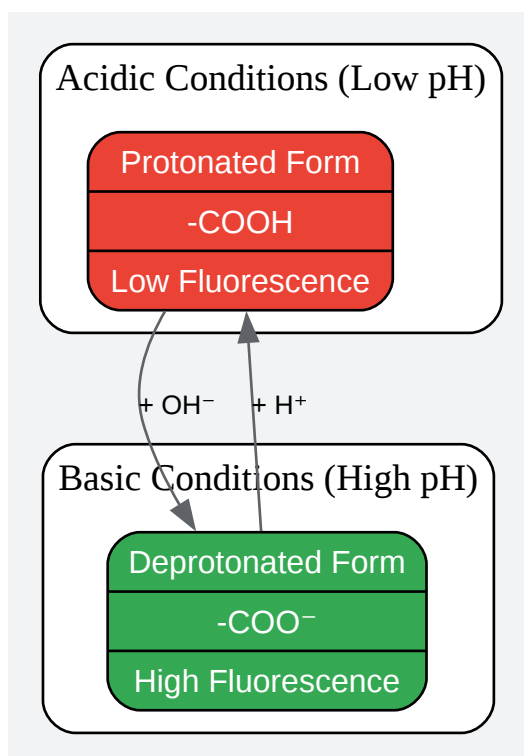 Acidic Conditions (Low pH)
Protonated Form
-COOH
Low Fluorescence
+ OH⁻
+ H⁺
Basic Conditions (High pH)
Deprotonated Form
-COO⁻
High Fluorescence